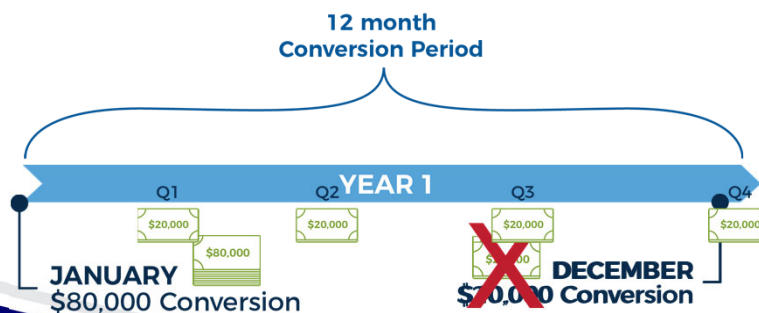 12 month
Conversion Period
YEAR 1
Q1
Q2
Q3
Q4
$20,000
$20,000
$20,000
$20,000
$80,000
JANUARY
$80,000 Conversion
DECEMBER
Conversion